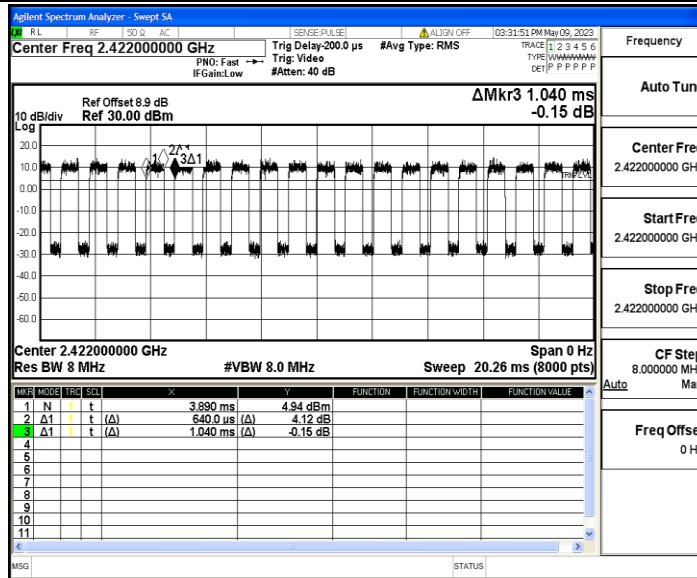 Agilent Spectrum Analyzer - Swept SA
RL RF 50 Ω AC SENSE:PULSE ALIGN OFF 03:31:51 PM May 09, 2023
Center Freq 2.422000000 GHz
Trig Delay-200.0 µs #Avg Type: RMS
TRACE 1 2 3 4 5 6
PNO: Fast Trig: Video TYPE
IFGain:Low #Atten: 40 dB DET P P P P P P
ΔMkr3 1.040 ms
-0.15 dB
Ref Offset 8.9 dB
10 dB/div Ref 30.00 dBm
Log
20.0
10.0
0.00
-10.0
-20.0
-30.0
-40.0
-50.0
-60.0
1 2Δ1 3Δ1
TRIG LVL
Center 2.422000000 GHz Span 0 Hz
Res BW 8 MHz #VBW 8.0 MHz Sweep 20.26 ms (8000 pts)
MKR MODE TRC SCL X Y FUNCTION FUNCTION WIDTH FUNCTION VALUE
1 N 1 t 3.890 ms 4.94 dBm
2 Δ1 1 t (Δ) 640.0 µs (Δ) 4.12 dB
3 Δ1 1 t (Δ) 1.040 ms (Δ) -0.15 dB
4
5
6
7
8
9
10
11
MSG STATUS
Frequency
Auto Tun
Center Fre
2.422000000 GH
Start Fre
2.422000000 GH
Stop Fre
2.422000000 GH
CF Step
8.000000 MH
Auto Ma
Freq Offse
0 H